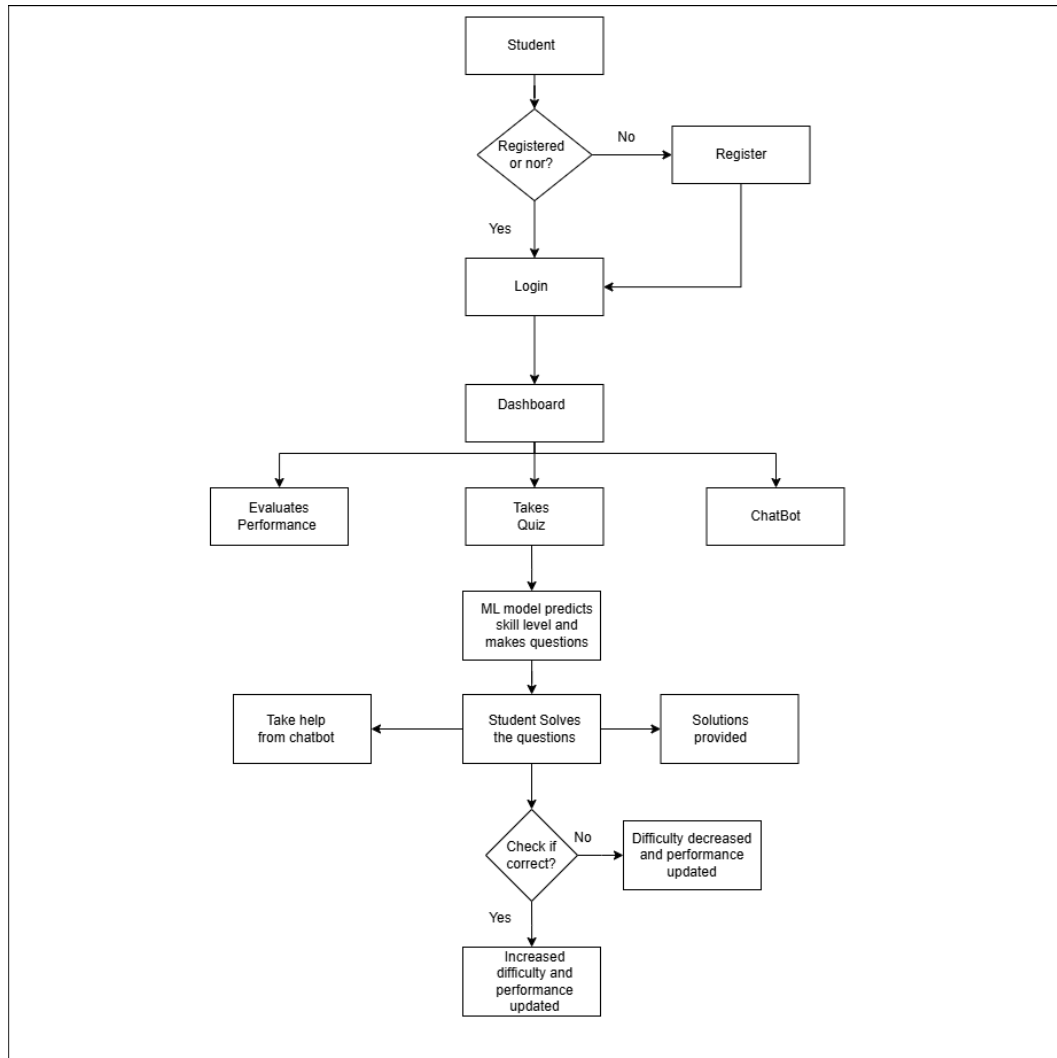 Student
Registered
or nor?
No
Register
Yes
Login
Dashboard
Evaluates
Performance
Takes
Quiz
ChatBot
ML model predicts
skill level and
makes questions
Take help
from chatbot
Student Solves
the questions
Solutions
provided
Check if
correct?
No
Difficulty decreased
and performance
updated
Yes
Increased
difficulty and
performance
updated